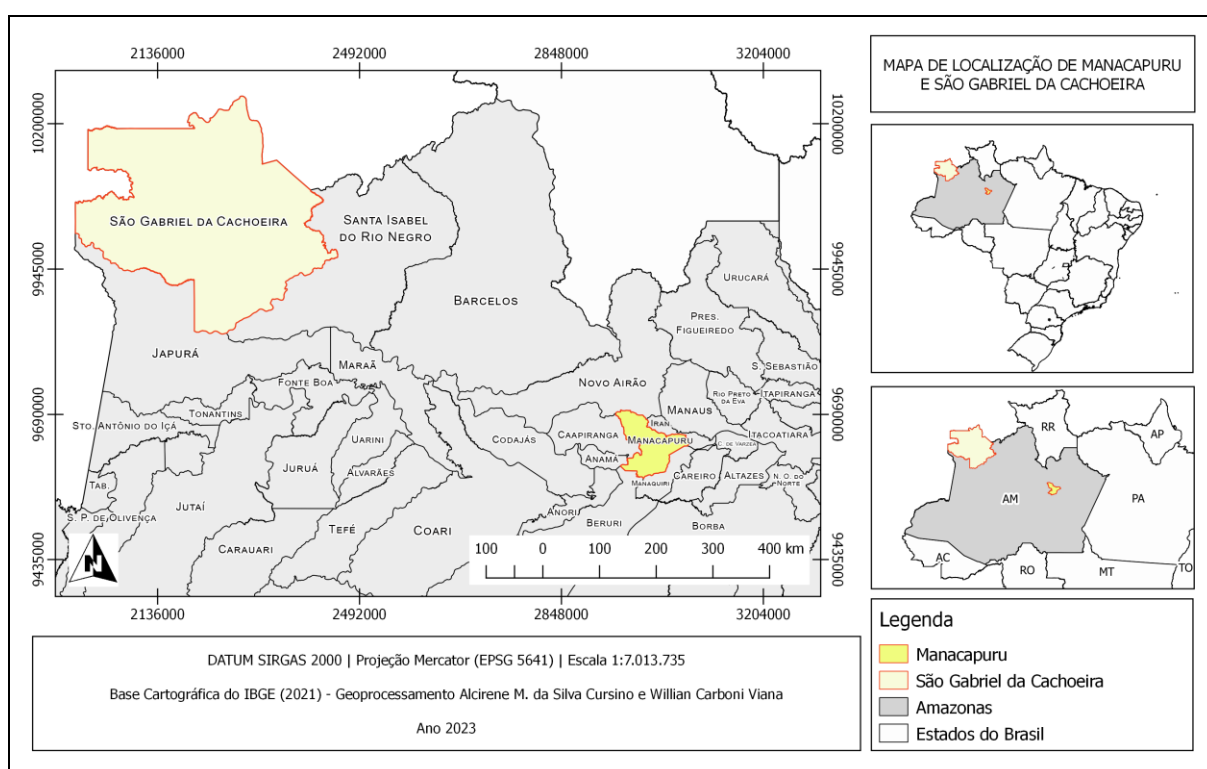 2136000 2492000 2848000 3204000
10200000
9945000
9690000
9435000
10200000
9945000
9690000
9435000
SÃO GABRIEL DA CACHOEIRA
SANTA ISABEL
DO RIO NEGRO
BARCELOS
URUCARÁ
PRES.
FIGUEIREDO
JAPURÁ
MARAÃ
FONTE BOA
S. SEBASTIÃO
NOVO AIRÃO
RIO PRETO
DA EVA
ITAPIRANGA
TONANTINS
MANAUS
STO. ANTÔNIO DO IÇÁ
IRAN.
UARINI
CODAJÁS
CAAPIRANGA
MANACAPURU
ITACOATIARA
C. DE VARZEA
ANAMÃ
JURUÁ
ALVARÃES
TAB.
MANAQUIRI
CAREIRO
ALTAZES
N. O. DO
NORTE
JUTAÍ
S. P. DE OLIVENÇA
ANORI
TEFÉ
COARI
BERURI
BORBA
CARAUARI
N
100 0 100 200 300 400 km
2136000 2492000 2848000 3204000
DATUM SIRGAS 2000 | Projeção Mercator (EPSG 5641) | Escala 1:7.013.735
Base Cartográfica do IBGE (2021) - Geoprocessamento Alcirene M. da Silva Cursino e Willian Carboni Viana
Ano 2023
MAPA DE LOCALIZAÇÃO DE MANACAPURU
E SÃO GABRIEL DA CACHOEIRA
RR
AP
AM
PA
AC
RO
MT
TO
Legenda
Manacapuru
São Gabriel da Cachoeira
Amazonas
Estados do Brasil